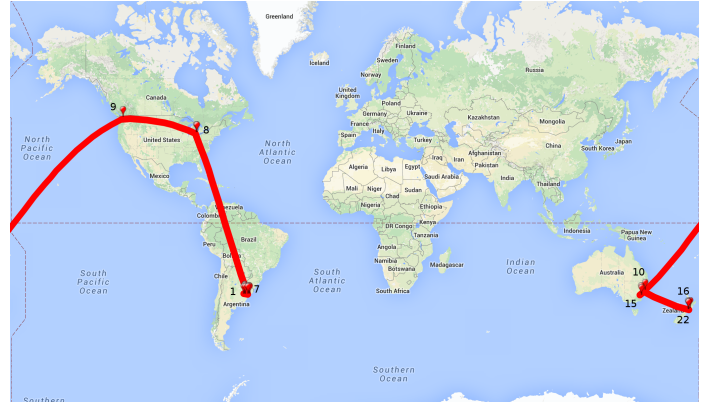 Greenland
Iceland
Finland
Sweden
Norway
Russia
United
Kingdom
Poland
Germany
Ukraine
France
Italy
Spain
Turkey
Kazakhstan
Mongolia
9
Canada
8
North
Pacific
Ocean
United States
North
Atlantic
Ocean
Afghanistan
Pakistan
Iraq
Iran
China
Japan
South Korea
Algeria
Libya
Egypt
Saudi Arabia
India
Thailand
Mexico
Mali
Niger
Chad
Sudan
Nigeria
Ethiopia
Venezuela
Colombia
DR Congo
Kenya
Tanzania
Indonesia
Papua New
Guinea
Peru
Brazil
Angola
Namibia
Botswana
Madagascar
South
Pacific
Ocean
Bolivia
Chile
South
Atlantic
Ocean
Indian
Ocean
Australia
10
1
7
South Africa
16
Argentina
15
22
Southern
Ocean
Southern